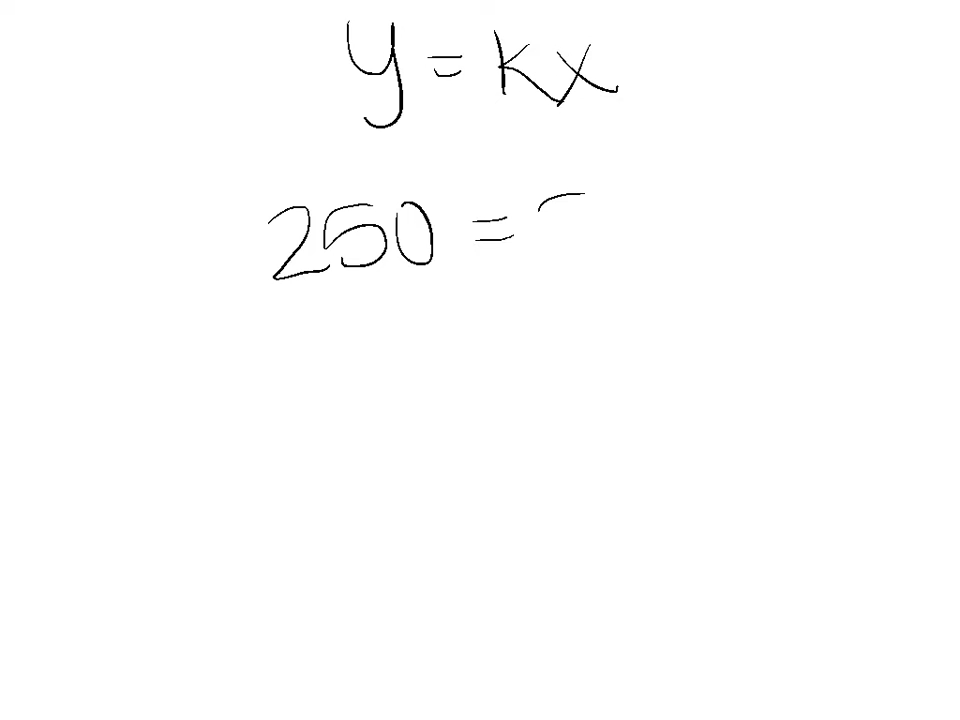 y = kx
250 =